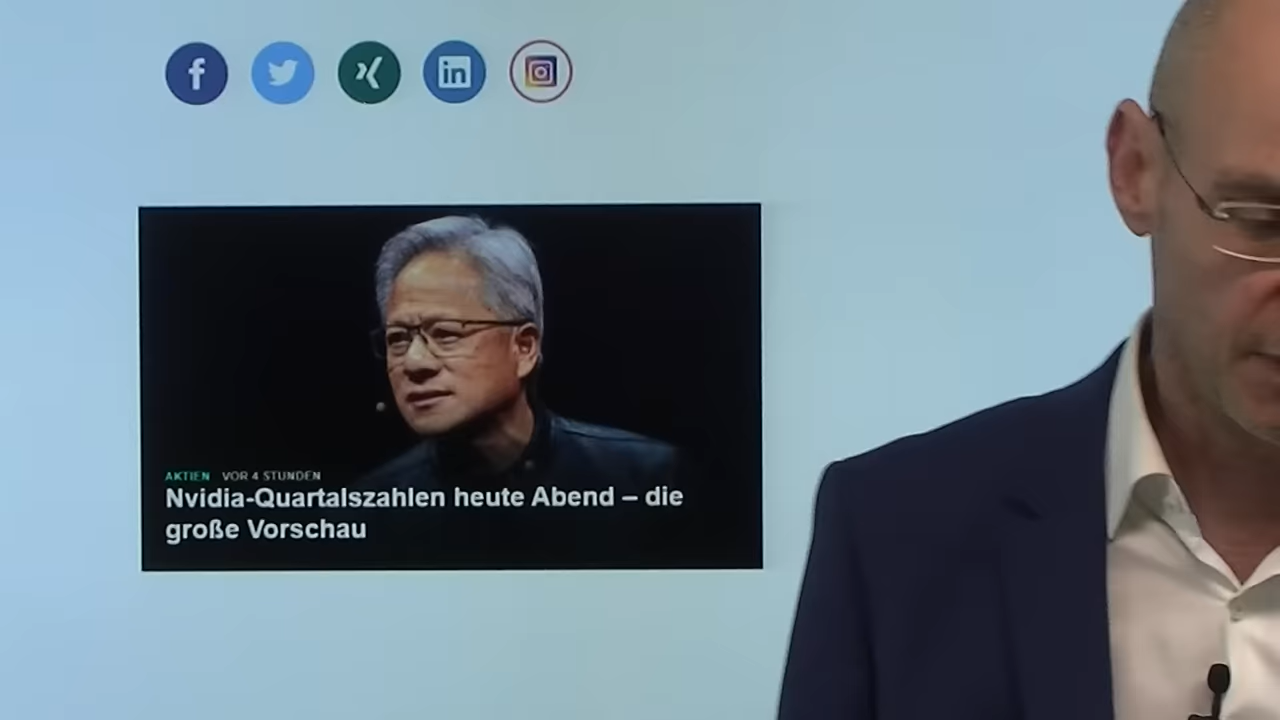 AKTIEN VOR 4 STUNDEN
Nvidia-Quartalszahlen heute Abend – die
große Vorschau